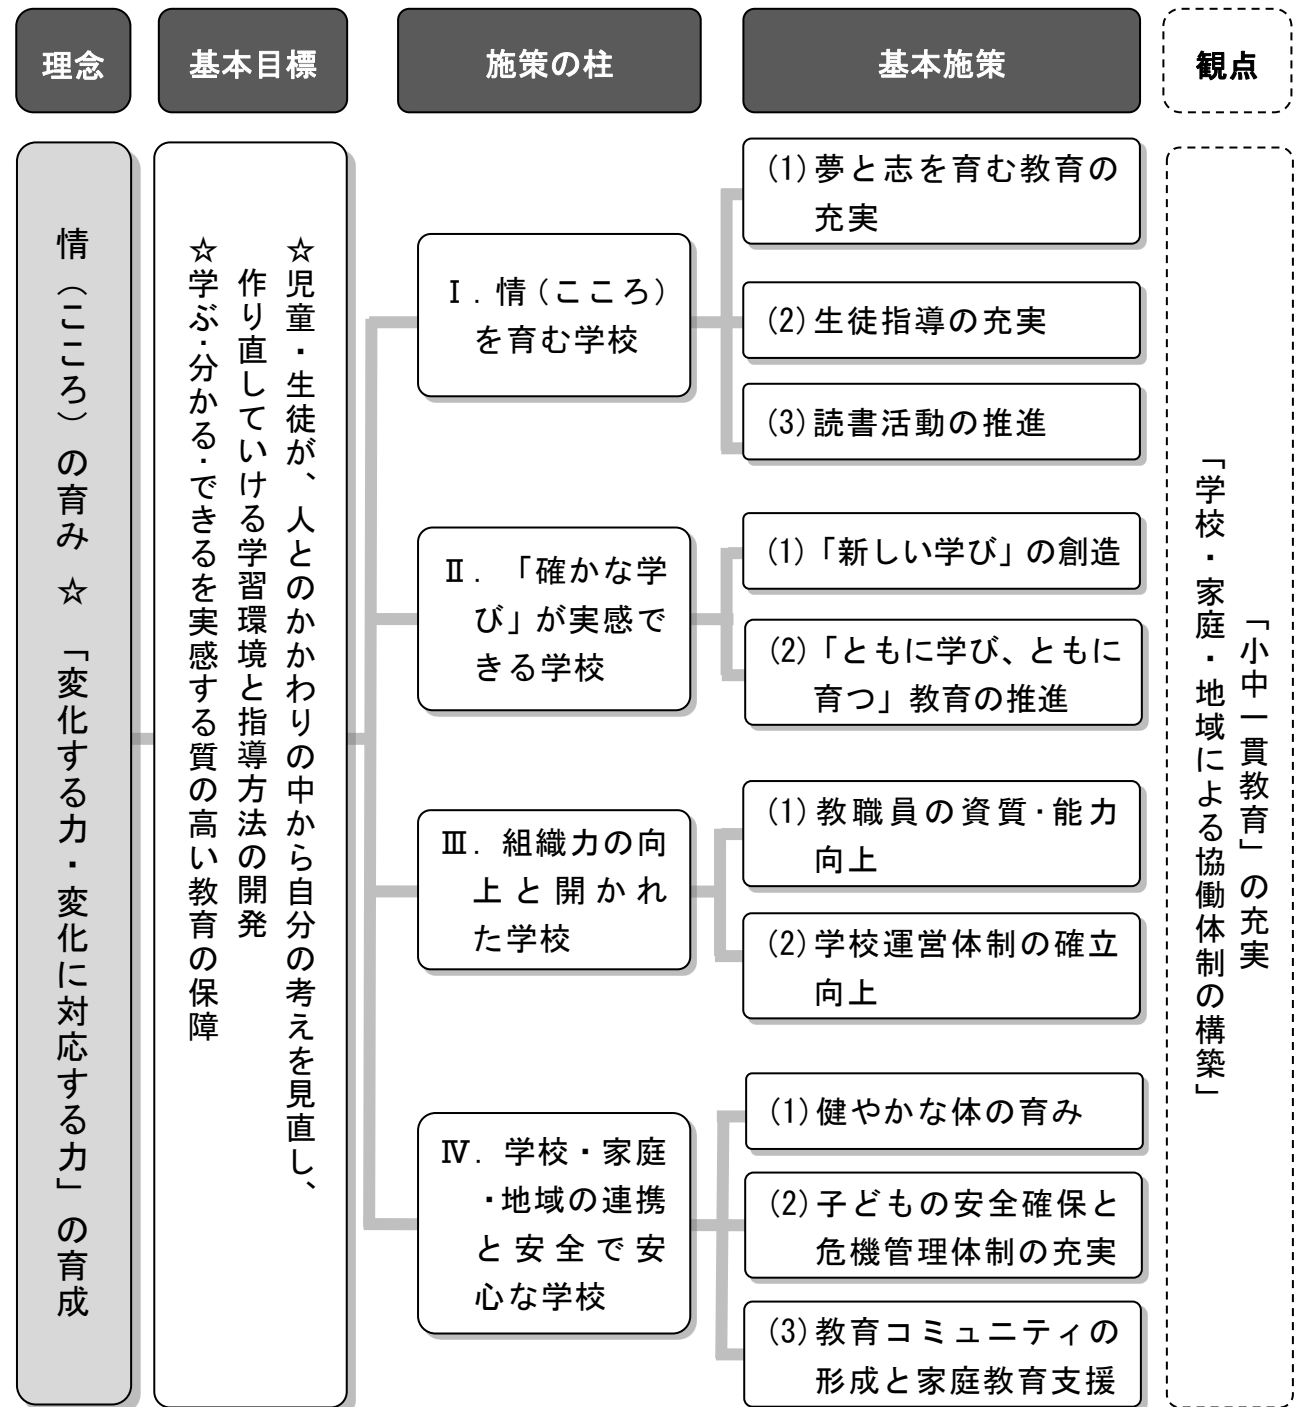 理念
基本目標
施策の柱
基本施策
観点
情（こころ）の育み ☆ 「変化する力・変化に対応する力」の育成
☆児童・生徒が、人とのかかわりの中から自分の考えを見直し、
作り直していける学習環境と指導方法の開発
☆学ぶ・分かる・できるを実感する質の高い教育の保障
Ⅰ．情（こころ）
を育む学校
(1)夢と志を育む教育の
充実
(2)生徒指導の充実
(3)読書活動の推進
Ⅱ．「確かな学
び」が実感で
きる学校
(1)「新しい学び」の創造
(2)「ともに学び、ともに
育つ」教育の推進
Ⅲ．組織力の向
上と開かれ
た学校
(1)教職員の資質・能力
向上
(2)学校運営体制の確立
向上
Ⅳ．学校・家庭
・地域の連携
と安全で安
心な学校
(1)健やかな体の育み
(2)子どもの安全確保と
危機管理体制の充実
(3)教育コミュニティの
形成と家庭教育支援
「小中一貫教育」の充実
「学校・家庭・地域による協働体制の構築」